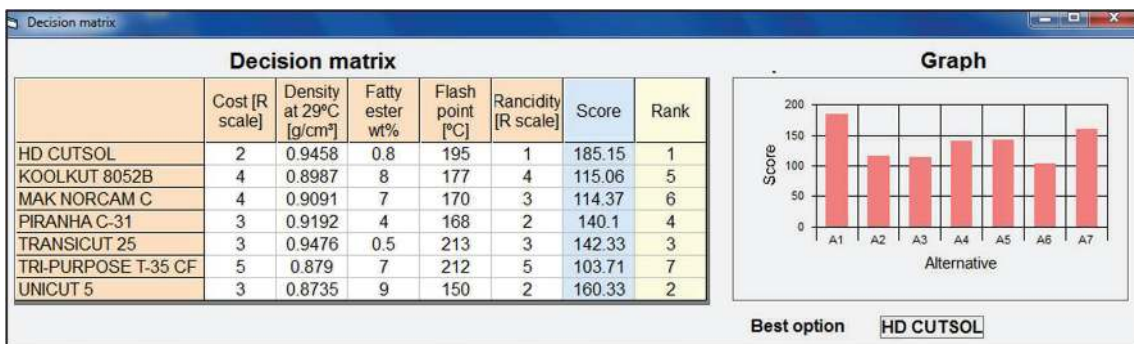 Decision matrix
Decision matrix
Cost [R scale] Density at 29ºC [g/cm³] Fatty ester wt% Flash point [ºC] Rancidity [R scale] Score Rank
HD CUTSOL 2 0.9458 0.8 195 1 185.15 1
KOOLKUT 8052B 4 0.8987 8 177 4 115.06 5
MAK NORCAM C 4 0.9091 7 170 3 114.37 6
PIRANHA C-31 3 0.9192 4 168 2 140.1 4
TRANSICUT 25 3 0.9476 0.5 213 3 142.33 3
TRI-PURPOSE T-35 CF 5 0.879 7 212 5 103.71 7
UNICUT 5 3 0.8735 9 150 2 160.33 2
Graph
Score
200
150
100
50
0
A1 A2 A3 A4 A5 A6 A7
Alternative
Best option HD CUTSOL